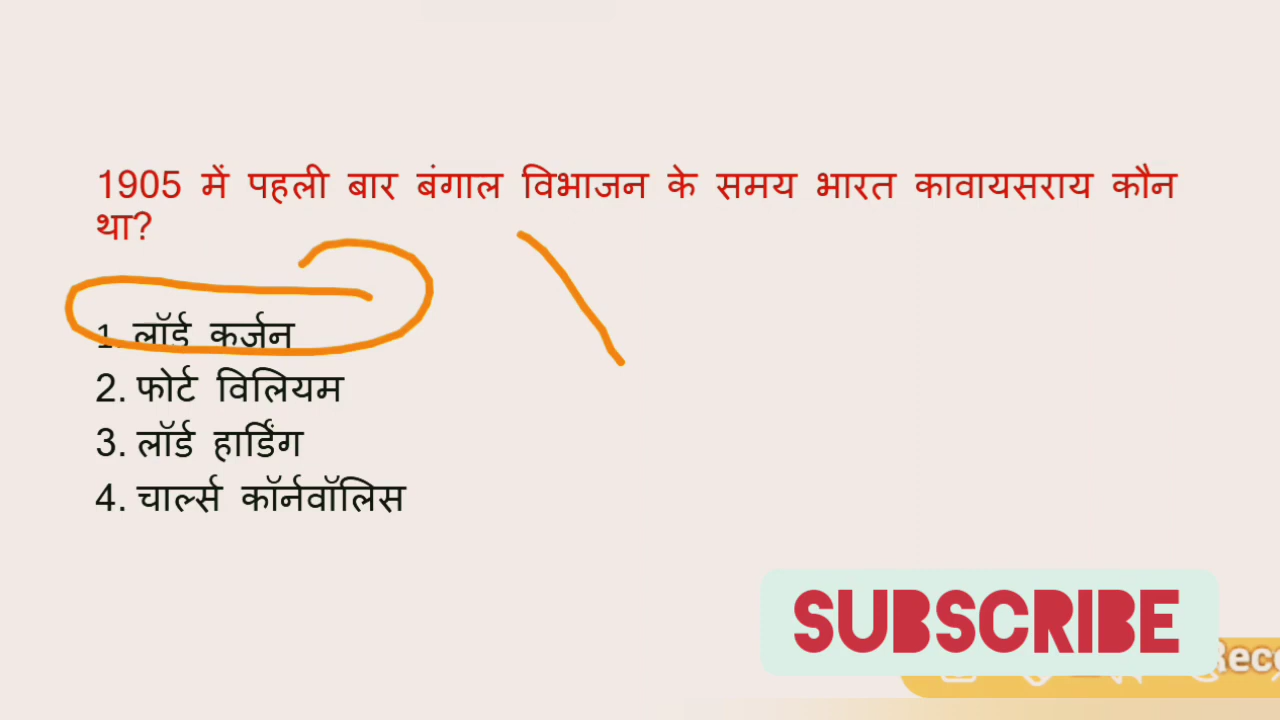 1905 में पहली बार बंगाल विभाजन के समय भारत कावायसराय कौन
था?
1. लॉर्ड कर्जन
2. फोर्ट विलियम
3. लॉर्ड हार्डिंग
4. चार्ल्स कॉर्नवॉलिस
SUBSCRIBE